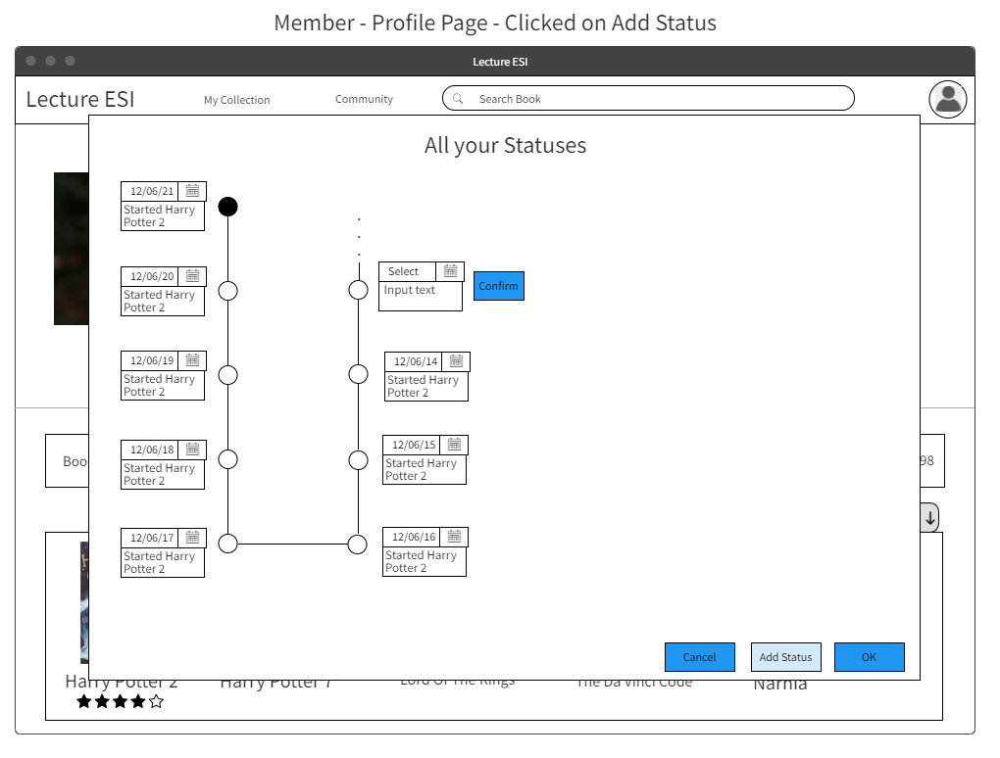 Member - Profile Page - Clicked on Add Status
Lecture ESI
Lecture ESI
My Collection
Community
Search Book
All your Statuses
12/06/21
Started Harry
Potter 2
12/06/20
Started Harry
Potter 2
12/06/19
Started Harry
Potter 2
12/06/18
Started Harry
Potter 2
12/06/17
Started Harry
Potter 2
.
.
.
Select
Input text
Confirm
12/06/14
Started Harry
Potter 2
12/06/15
Started Harry
Potter 2
12/06/16
Started Harry
Potter 2
Boo
98
Cancel
Add Status
OK
Harry Potter 2
Harry Potter 7
Lord Of The Rings
The Da Vinci Code
Narnia